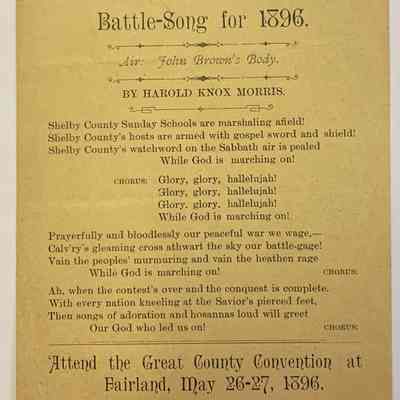 Battle-Song for 1896.
Air: John Brown's Body.
BY HAROLD KNOX MORRIS.
Shelby County Sunday Schools are marshaling afield!
Shelby County's hosts are armed with gospel sword and shield!
Shelby County's watchword on the Sabbath air is pealed
While God is marching on!
CHORUS: Glory, glory, hallelujah!
Glory, glory, hallelujah!
Glory. glory, hallelujah!
While God is marching on!
Prayerfully and bloodlessly our peaceful war we wage,—
Calv'ry's gleaming cross athwart the sky our battle-gage!
Vain the peoples' murmuring and vain the heathen rage
While God is marching on! CHORUS:
Ah, when the contest's over and the conquest is complete.
With every nation kneeling at the Savior's pierced feet,
Then songs of adoration and hosannas loud will greet
Our God who led us on! CHORUS:
Attend the Great County Convention at
Fairland, May 26-27, 1896.